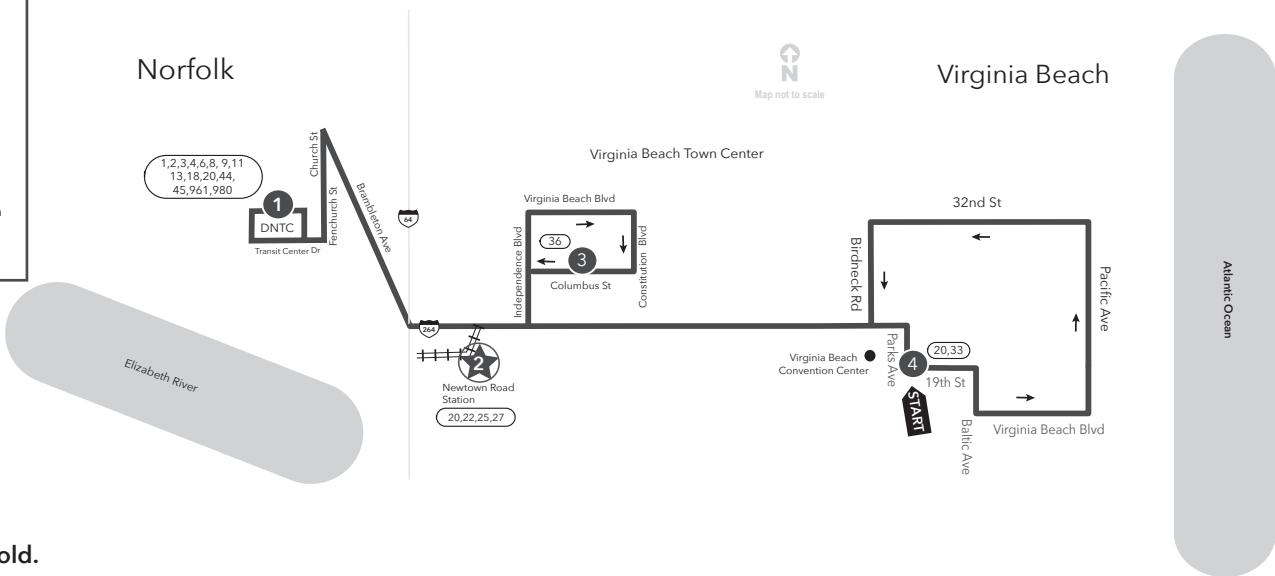 Norfolk
Virginia Beach
N
Map not to scale
Virginia Beach Town Center
1,2,3,4,6,8, 9,11
13,18,20,44,
45,961,980
1
DNTC
Transit Center Dr
Church St
Fenchurch St
Brambleton Ave
64
Virginia Beach Blvd
Independence Blvd
36
3
Columbus St
Constitution Blvd
32nd St
Birdneck Rd
Pacific Ave
Atlantic Ocean
264
2
Newtown Road
Station
20,22,25,27
Elizabeth River
Virginia Beach
Convention Center
Parks Ave
4
20,33
19th St
START
Baltic Ave
Virginia Beach Blvd
old.